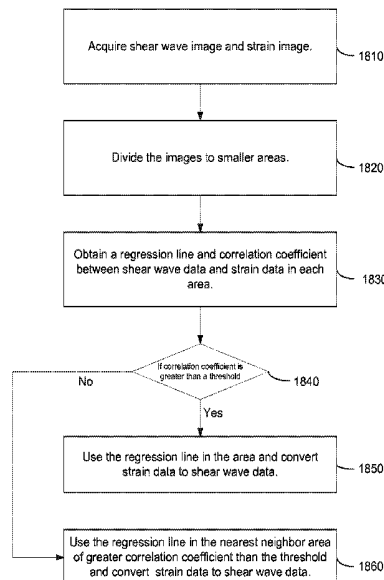 Acquire shear wave image and strain image.
1810
Divide the images to smaller areas.
1820
Obtain a regression line and correlation coefficient
between shear wave data and strain data in each
area.
1830
If correlation coefficient is
greater than a threshold
1840
No
Yes
Use the regression line in the area and convert
strain data to shear wave data.
1850
Use the regression line in the nearest neighbor area
of greater correlation coefficient than the threshold
and convert strain data to shear wave data.
1860